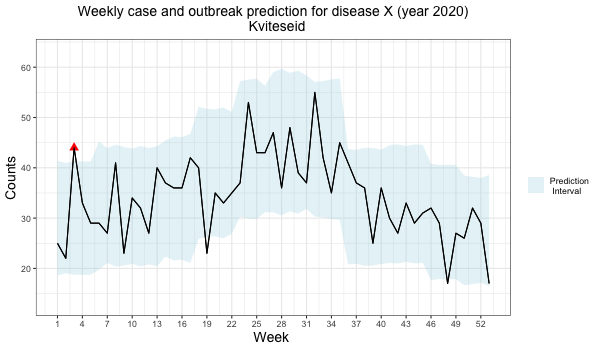 Weekly case and outbreak prediction for disease X (year 2020)
Kviteseid
Counts
60
50
40
30
20
1 4 7 10 13 16 19 22 25 28 31 34 37 40 43 46 49 52
Week
Prediction
Interval